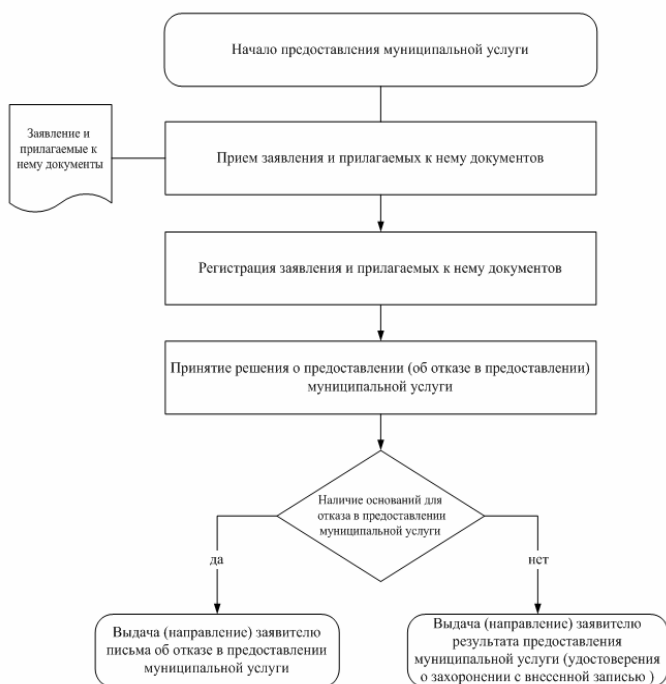 Начало предоставления муниципальной услуги
Заявление и
прилагаемые к
нему документы
Прием заявления и прилагаемых к нему документов
Регистрация заявления и прилагаемых к нему документов
Принятие решения о предоставлении (об отказе в предоставлении)
муниципальной услуги
Наличие оснований для
отказа в предоставлении
муниципальной услуги
да
нет
Выдача (направление) заявителю
письма об отказе в предоставлении
муниципальной услуги
Выдача (направление) заявителю
результата предоставления
муниципальной услуги (удостоверения
о захоронении с внесенной записью )